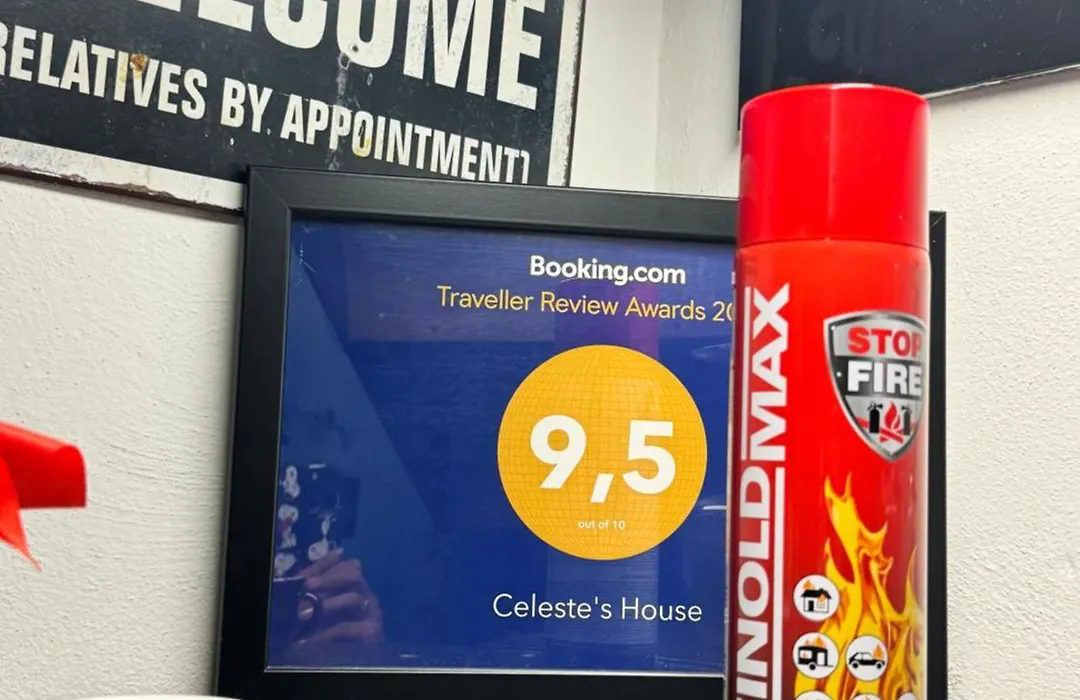 RELATIVES BY APPOINTMENT
Booking.com
Traveller Review Awards
9,5
out of 10
Celeste's House
STOP
FIRE